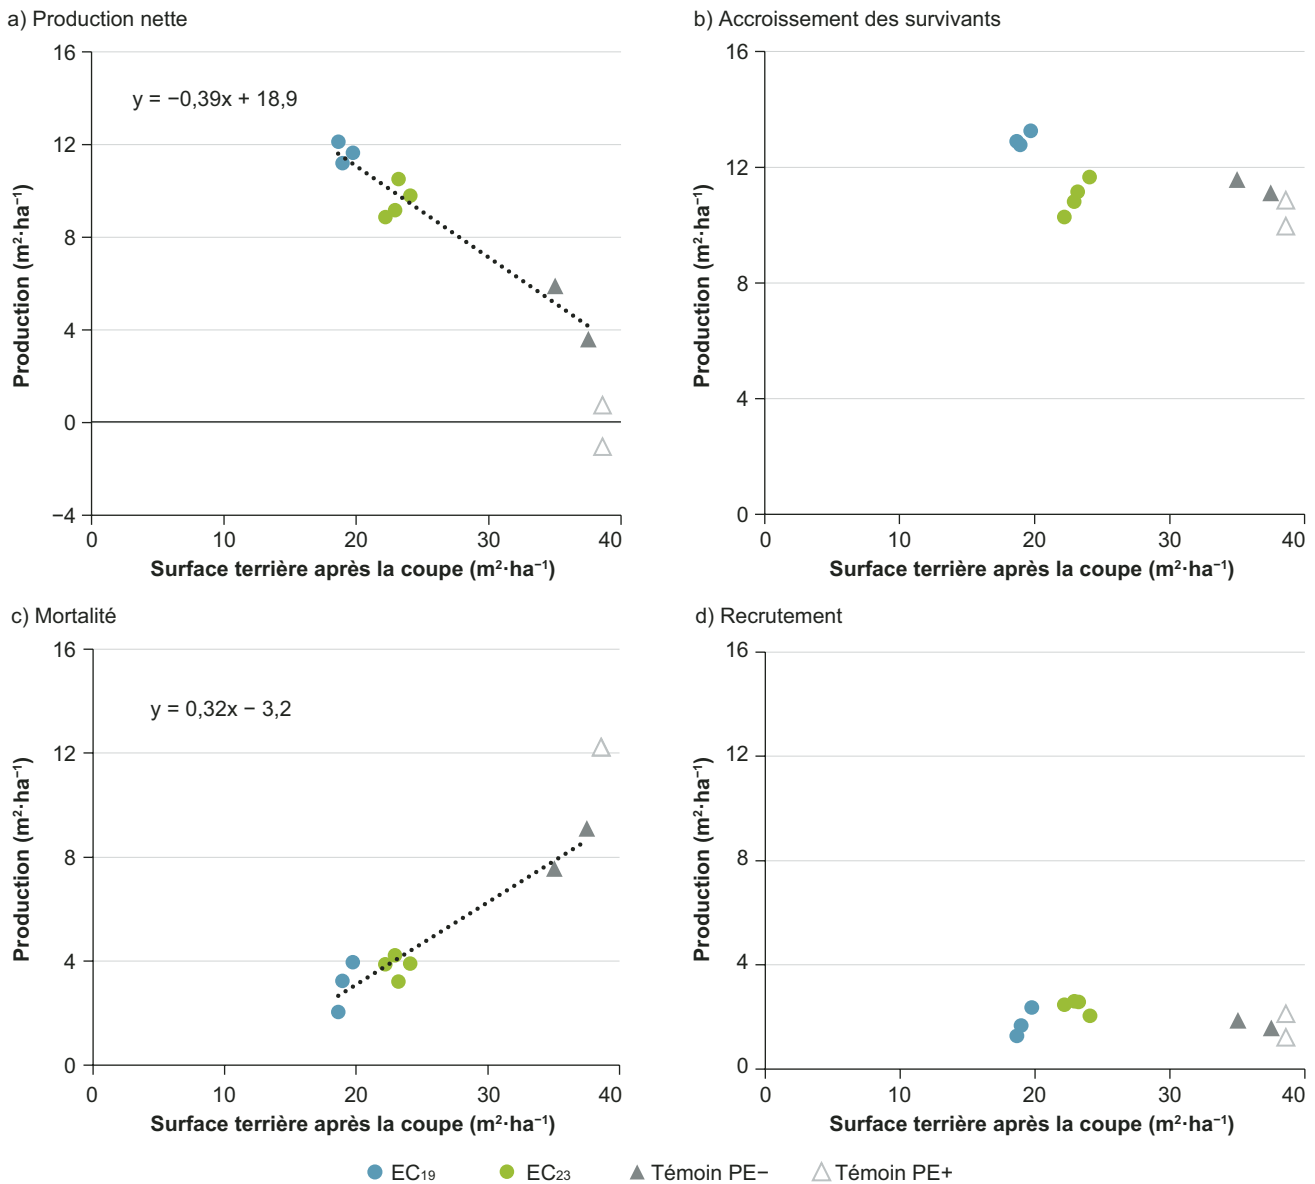 a) Production nette
16
12
8
4
0
−4
y = −0,39x + 18,9
Production (m²·ha⁻¹)
0 10 20 30 40
Surface terrière après la coupe (m²·ha⁻¹)
b) Accroissement des survivants
16
12
8
4
0
Production (m²·ha⁻¹)
0 10 20 30 40
Surface terrière après la coupe (m²·ha⁻¹)
c) Mortalité
16
12
8
4
0
y = 0,32x − 3,2
Production (m²·ha⁻¹)
0 10 20 30 40
Surface terrière après la coupe (m²·ha⁻¹)
d) Recrutement
16
12
8
4
0
Production (m²·ha⁻¹)
0 10 20 30 40
Surface terrière après la coupe (m²·ha⁻¹)
EC₁₉ EC₂₃ Témoin PE− Témoin PE+